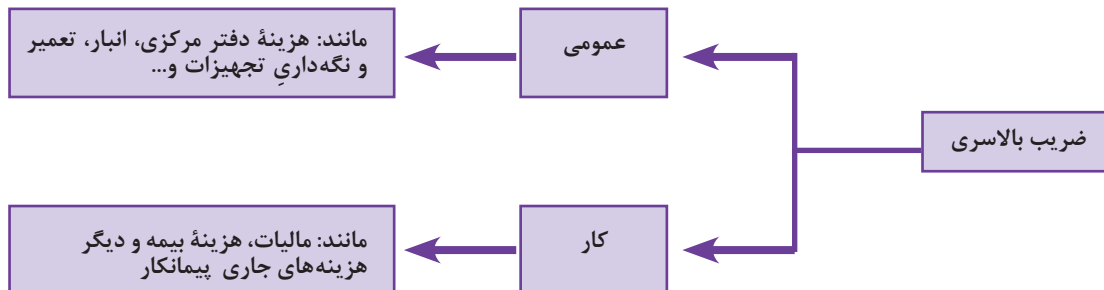 ضریب بالاسری
عمومی
مانند: هزینهٔ دفتر مرکزی، انبار، تعمیر
و نگه‌داریِ تجهیزات و...
کار
مانند: مالیات، هزینهٔ بیمه و دیگر
هزینه‌های جاری پیمانکار